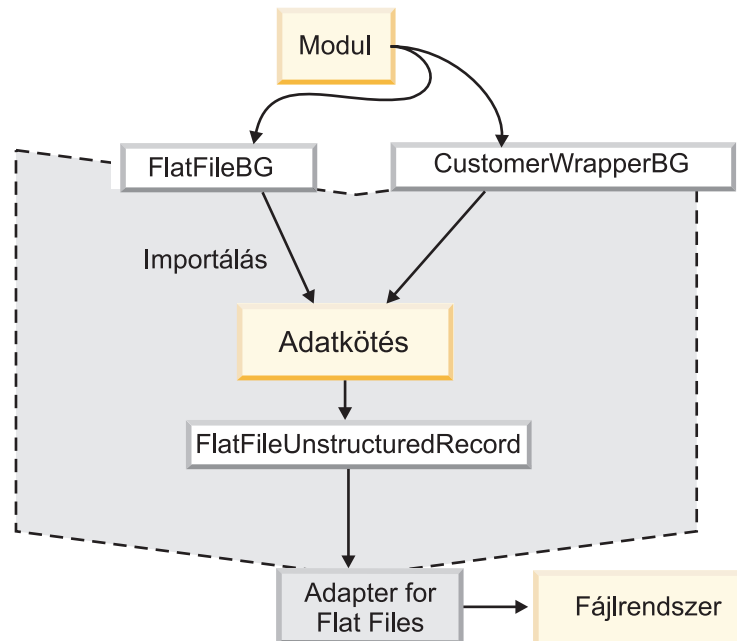 Modul
FlatFileBG
CustomerWrapperBG
Importálás
Adatkötés
FlatFileUnstructuredRecord
Adapter for
Flat Files
Fájlrendszer